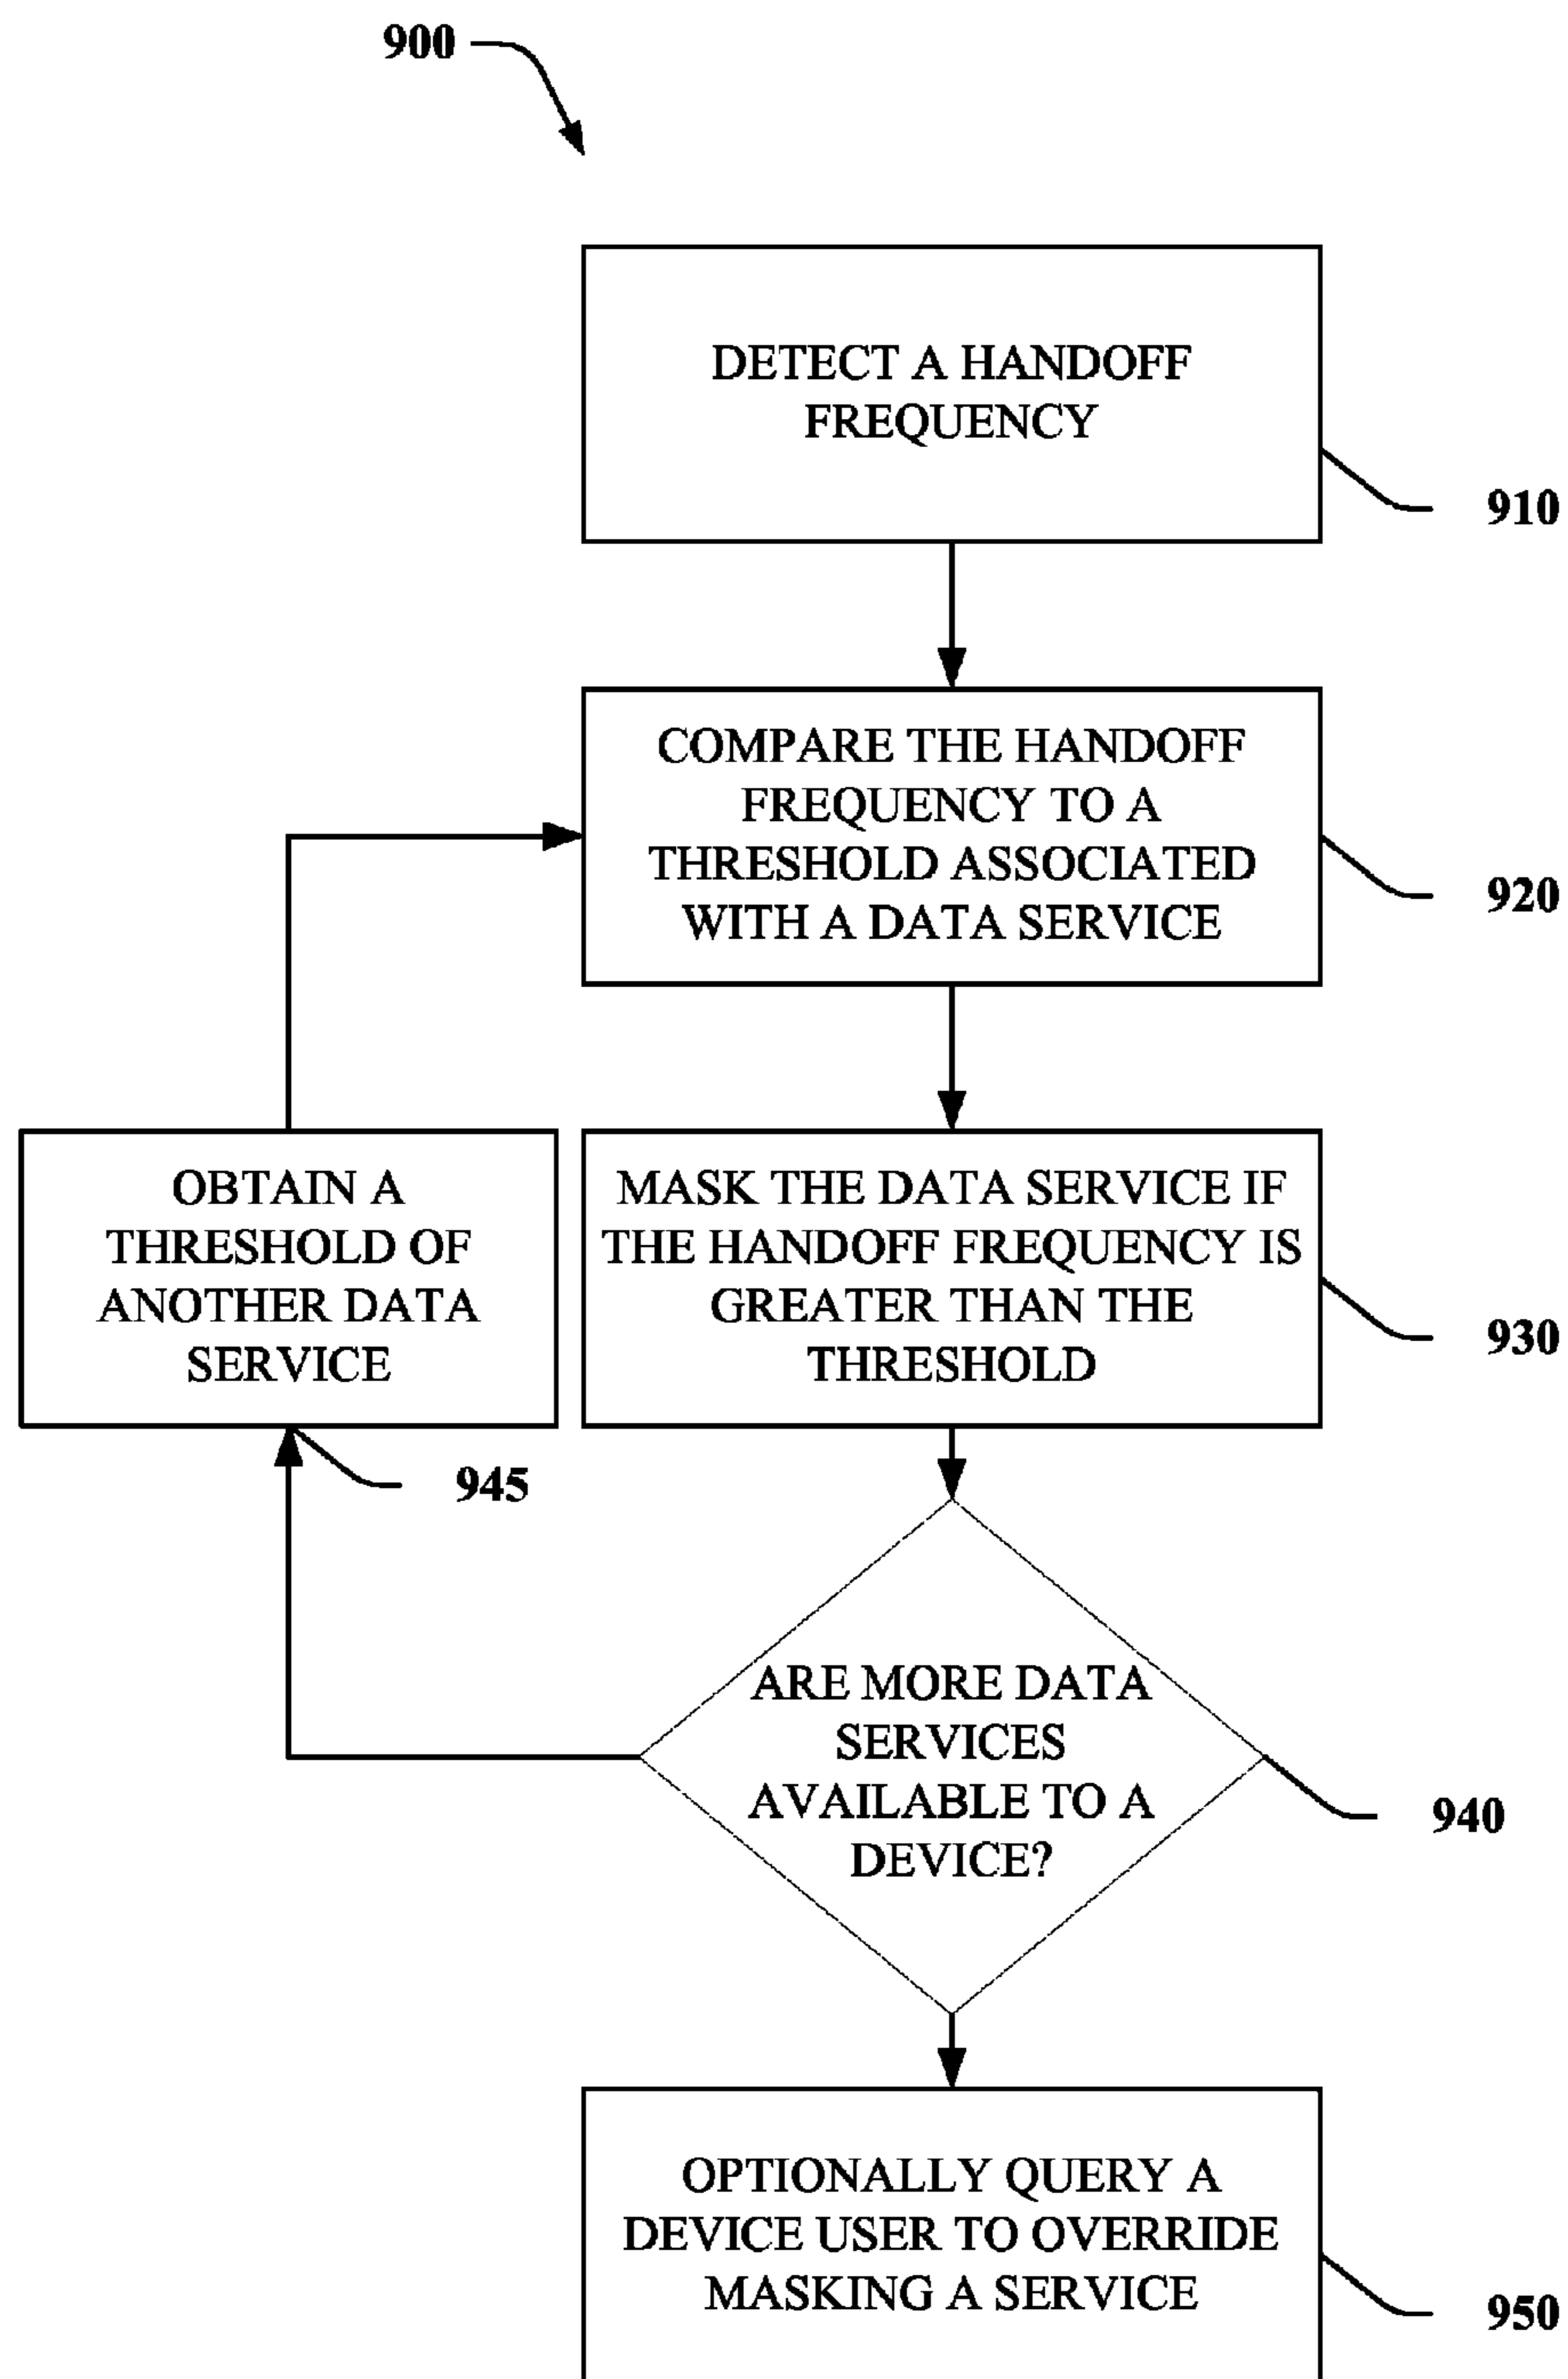 900
DETECT A HANDOFF
FREQUENCY
910
COMPARE THE HANDOFF
FREQUENCY TO A
THRESHOLD ASSOCIATED
WITH A DATA SERVICE
920
OBTAIN A
THRESHOLD OF
ANOTHER DATA
SERVICE
945
MASK THE DATA SERVICE IF
THE HANDOFF FREQUENCY IS
GREATER THAN THE
THRESHOLD
930
ARE MORE DATA
SERVICES
AVAILABLE TO A
DEVICE?
940
OPTIONALLY QUERY A
DEVICE USER TO OVERRIDE
MASKING A SERVICE
950